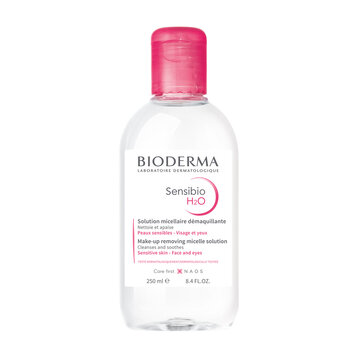 BIODERMA
LABORATOIRE DERMATOLOGIQUE
Sensibio
H2O
Solution micellaire démaquillante
Nettoie et apaise
Peaux sensibles - Visage et yeux
Make-up removing micelle solution
Cleanses and soothes
Sensitive skin - Face and eyes
Care first
N A O S
250 ml e 8.4 FL.OZ.